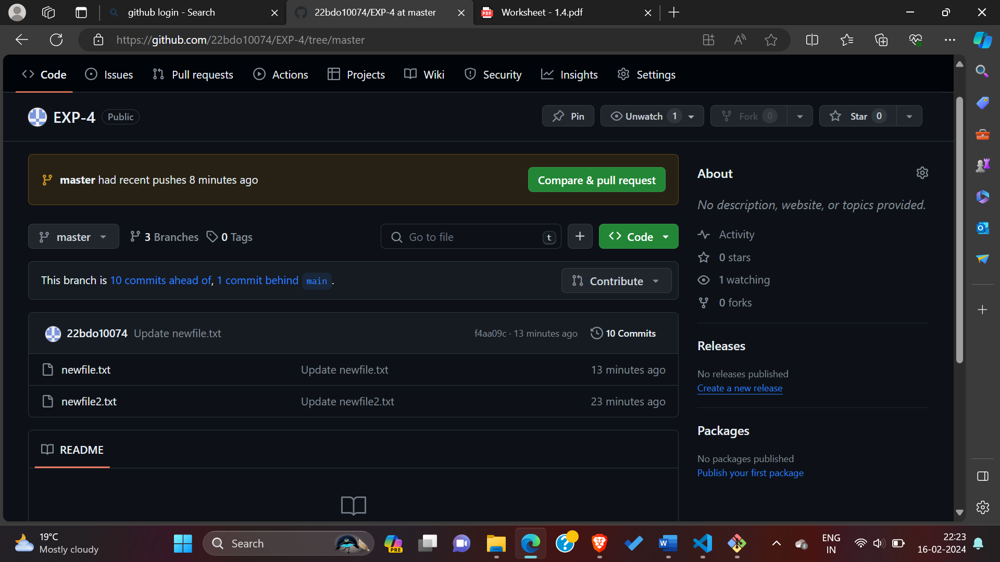 github login - Search
22bdo10074/EXP-4 at master
PDF
Worksheet - 1.4.pdf
https://github.com/22bdo10074/EXP-4/tree/master
Code
Issues
Pull requests
Actions
Projects
Wiki
Security
Insights
Settings
EXP-4 Public
Pin
Unwatch 1
Fork 0
Star 0
master had recent pushes 8 minutes ago
Compare & pull request
master
3 Branches
0 Tags
Go to file
t
Code
This branch is 10 commits ahead of, 1 commit behind main .
Contribute
22bdo10074 Update newfile.txt
f4aa09c · 13 minutes ago
10 Commits
newfile.txt
Update newfile.txt
13 minutes ago
newfile2.txt
Update newfile2.txt
23 minutes ago
README
About
No description, website, or topics provided.
Activity
0 stars
1 watching
0 forks
Releases
No releases published
Create a new release
Packages
No packages published
Publish your first package
19°C
Mostly cloudy
Search
PRE
ENG
IN
22:23
16-02-2024